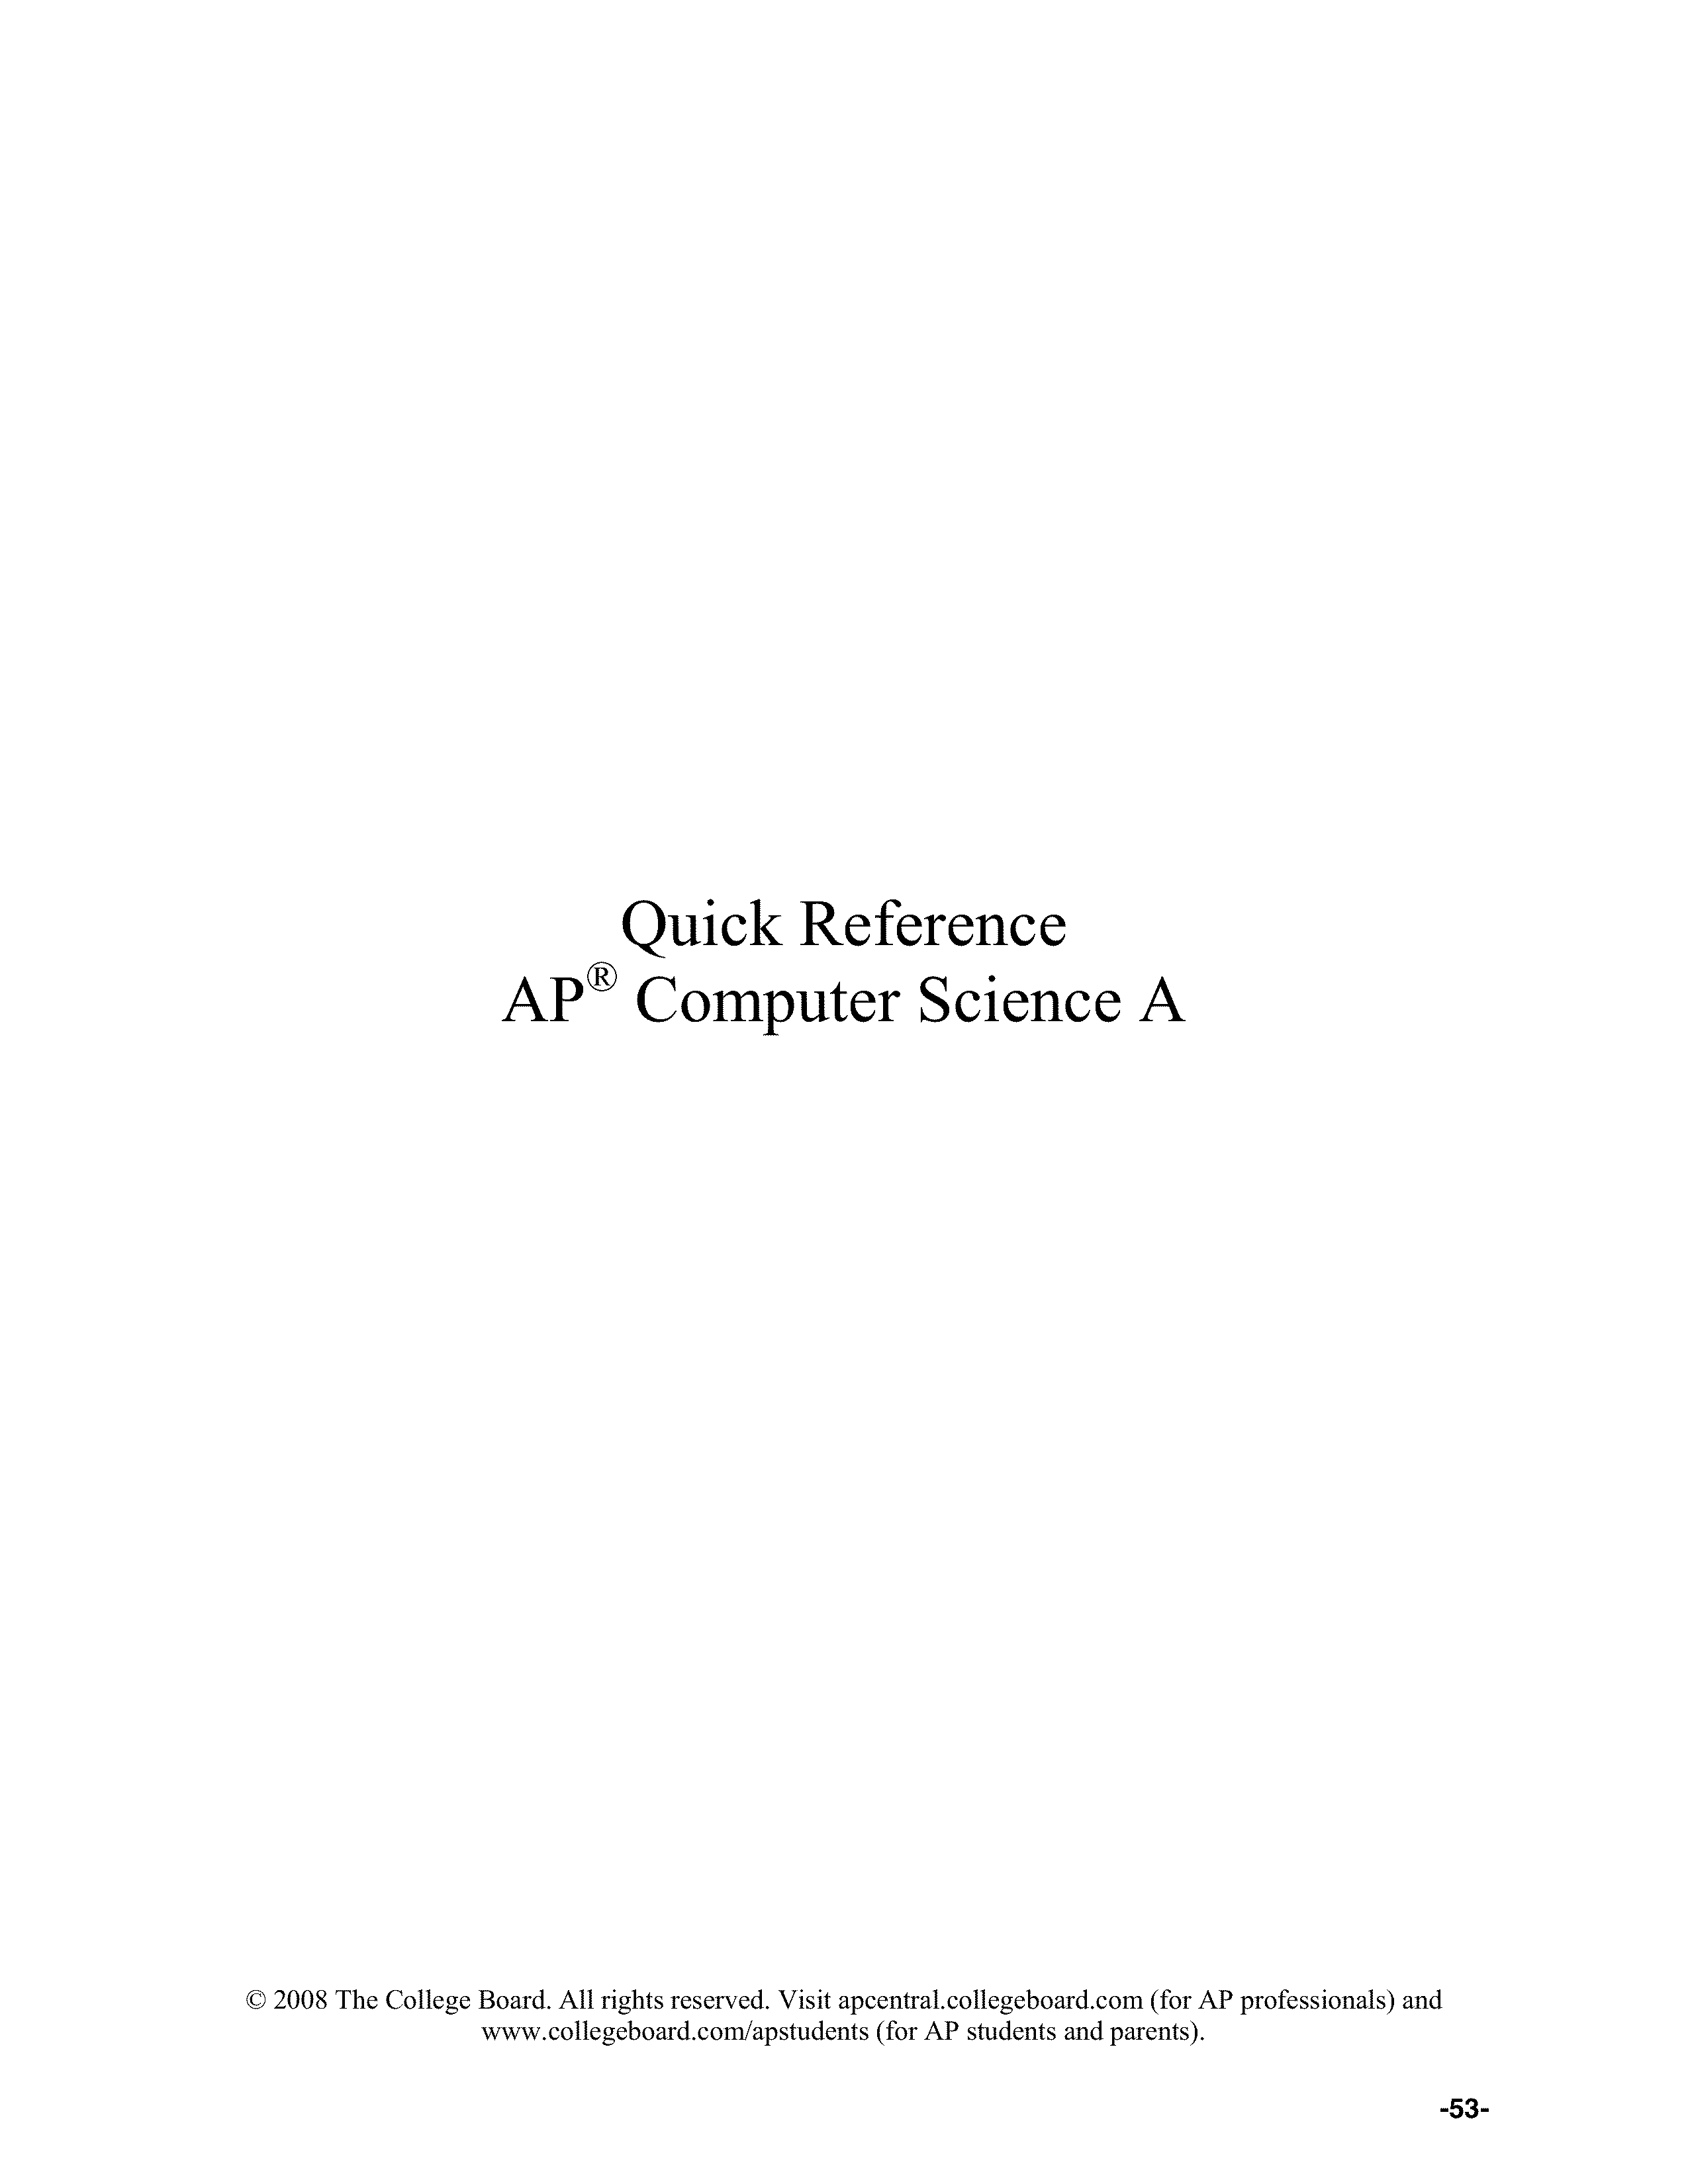 Quick Reference
AP® Computer Science A
© 2008 The College Board. All rights reserved. Visit apcentral.collegeboard.com (for AP professionals) and
www.collegeboard.com/apstudents (for AP students and parents).
-53-